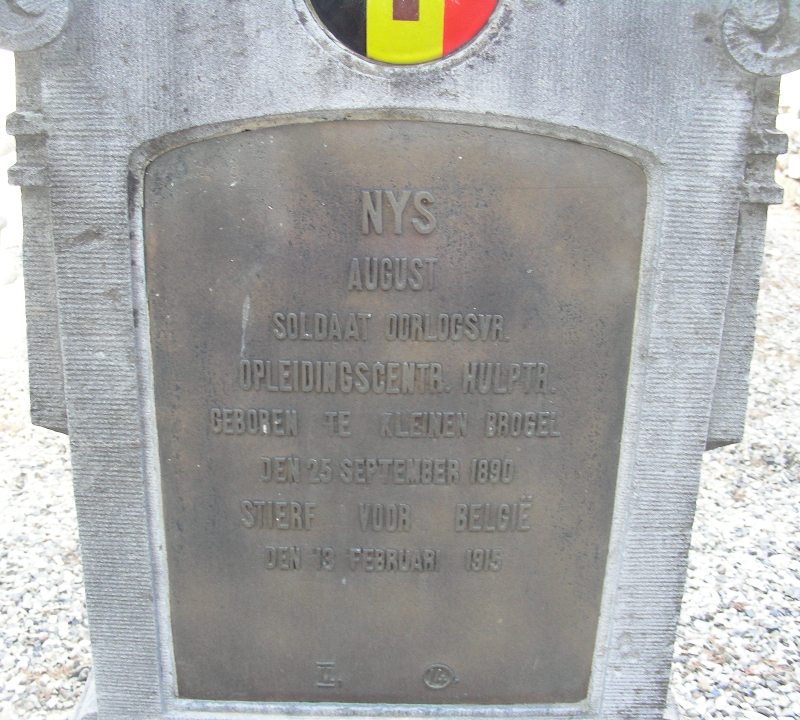 NYS
AUGUST
SOLDAAT OORLOGSVR.
OPLEIDINGSCENTR. HULPTR.
GEBOREN TE KLEINEN BROGEL
DEN 25 SEPTEMBER 1890
STIERF VOOR BELGIË
DEN 13 FEBRUARI 1915